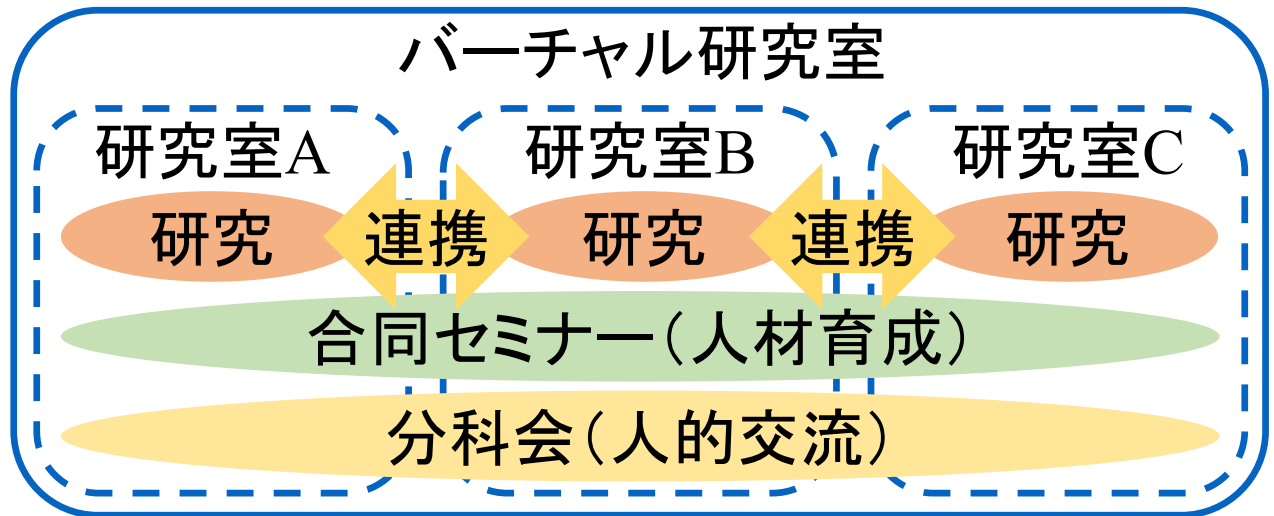 バーチャル研究室
研究室A 研究室B 研究室C
研究 連携 研究 連携 研究
合同セミナー(人材育成)
分科会(人的交流)